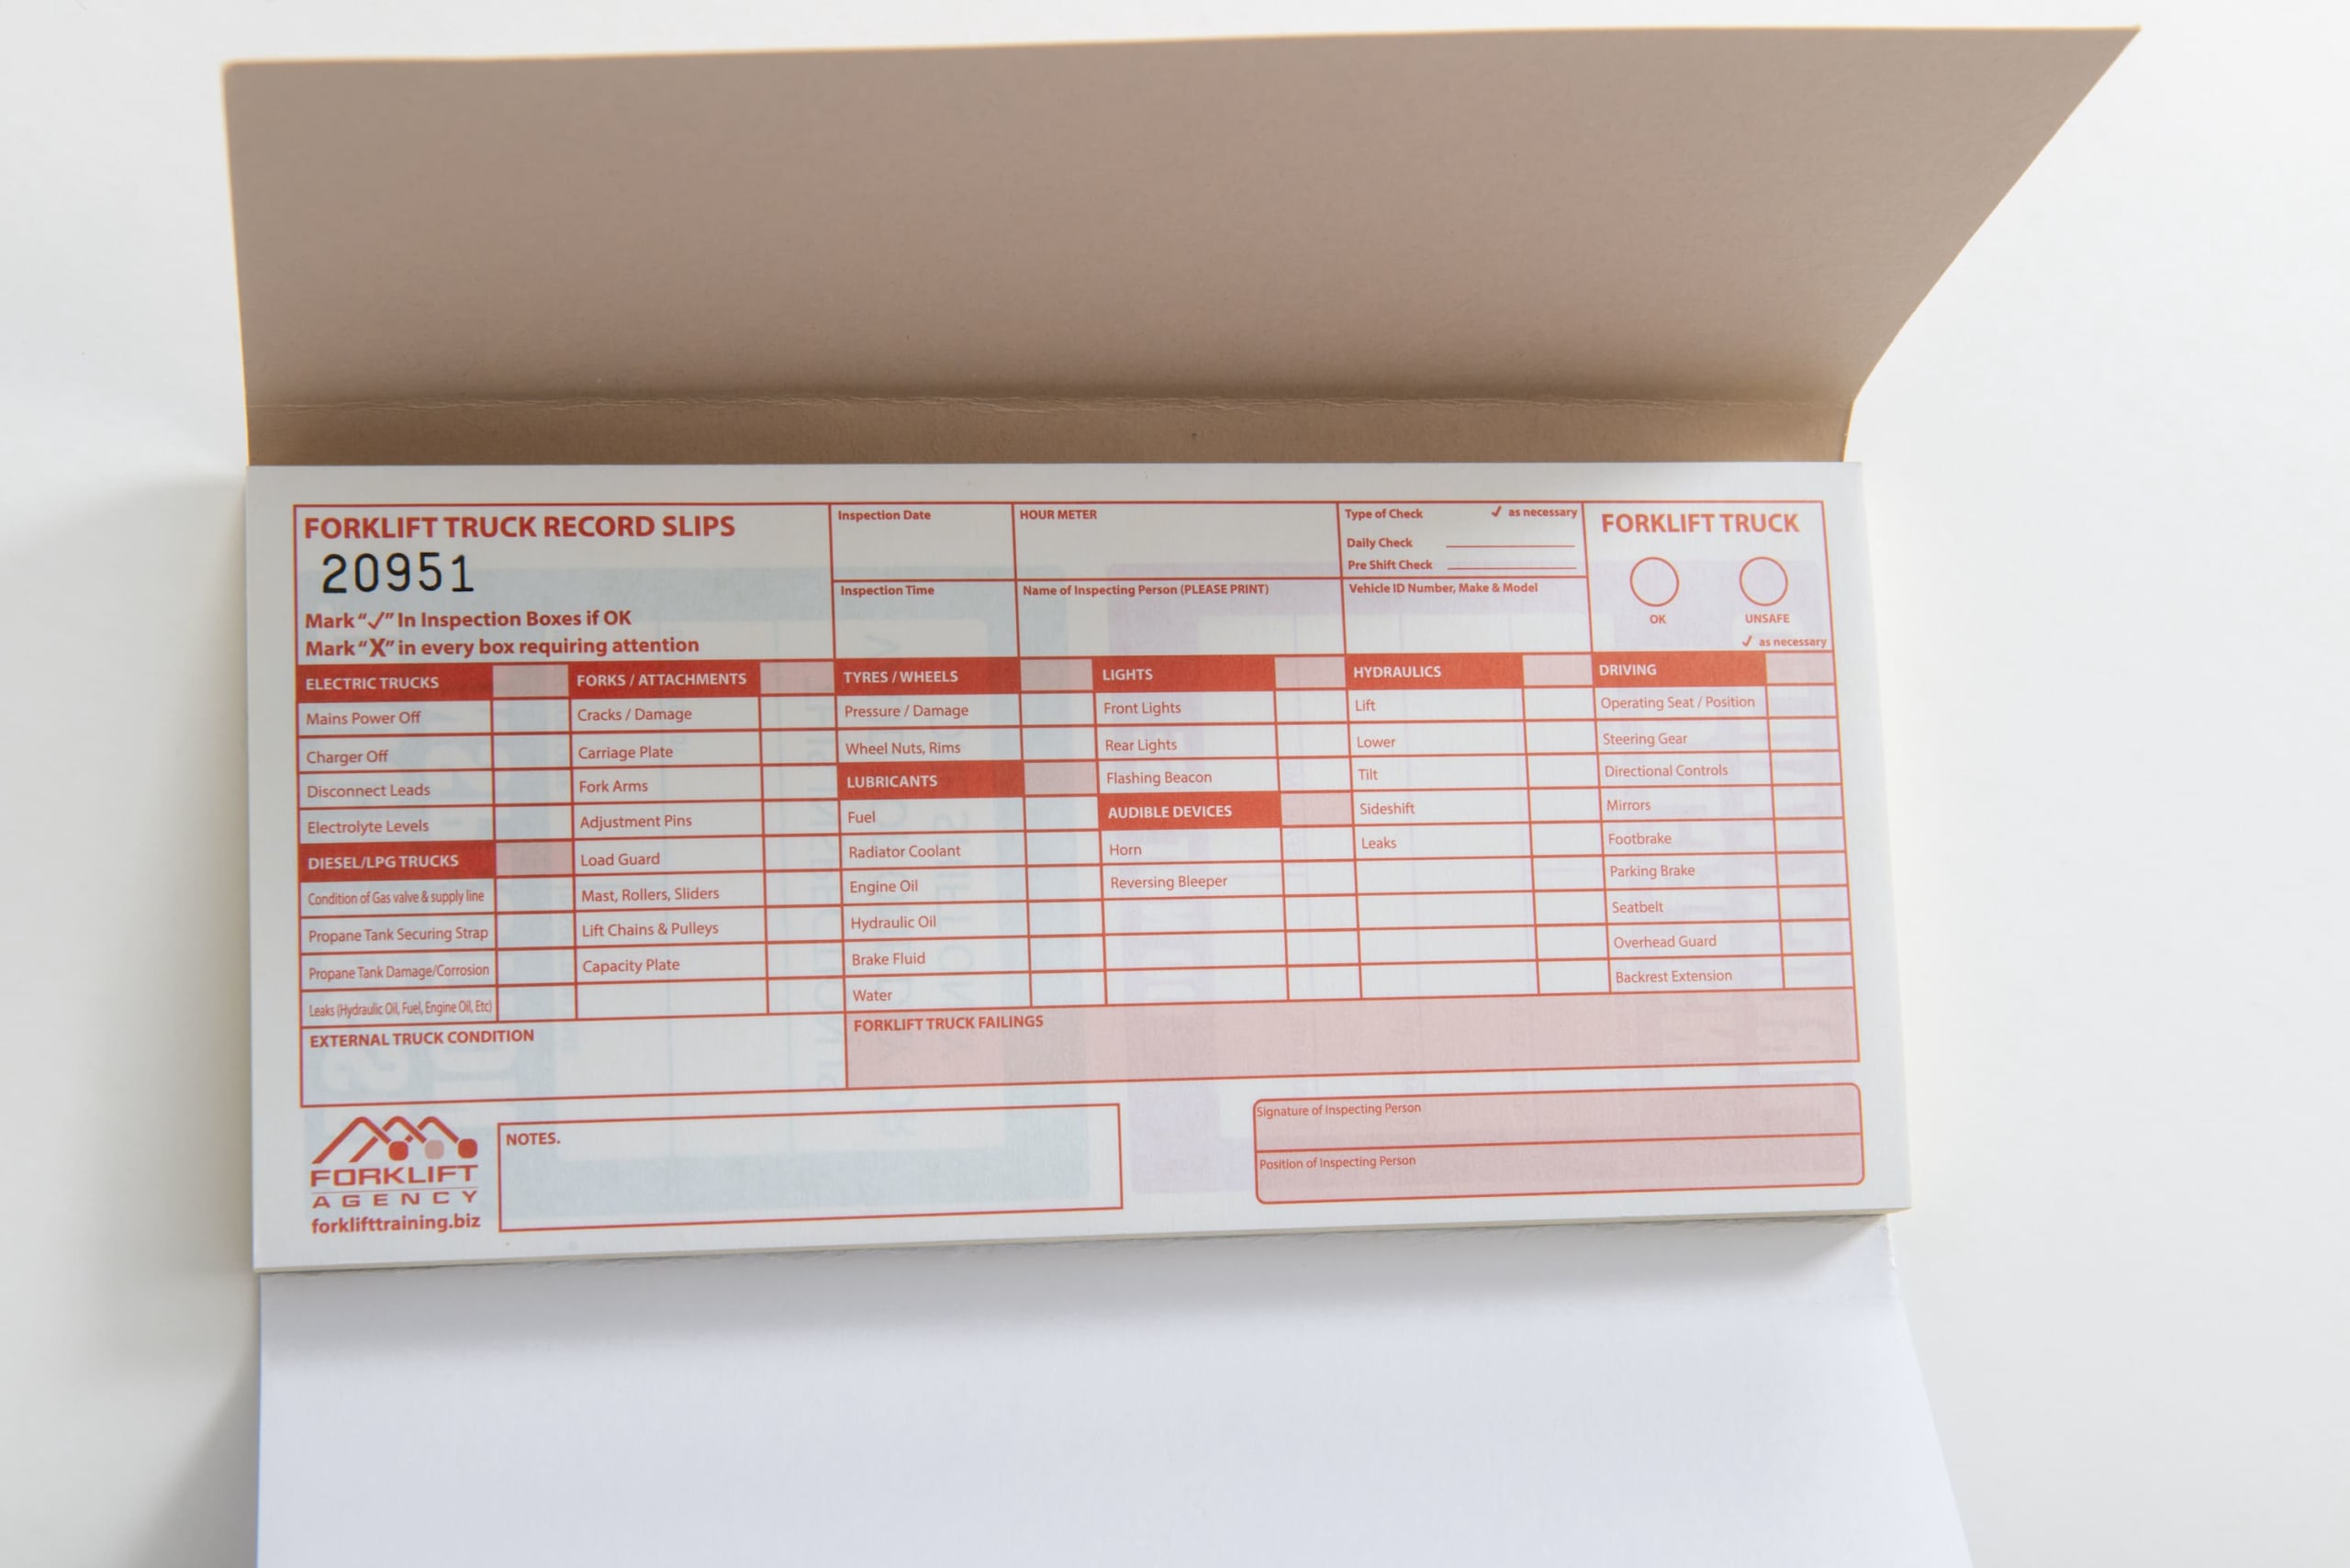 FORKLIFT TRUCK RECORD SLIPS
20951
Mark “✓” In Inspection Boxes if OK
Mark “X” in every box requiring attention
Inspection Date
HOUR METER
Type of Check ✓ as necessary
Daily Check
Pre Shift Check
Inspection Time
Name of Inspecting Person (PLEASE PRINT)
Vehicle ID Number, Make & Model
FORKLIFT TRUCK
OK
UNSAFE
✓ as necessary
ELECTRIC TRUCKS
Mains Power Off
Charger Off
Disconnect Leads
Electrolyte Levels
DIESEL/LPG TRUCKS
Condition of Gas valve & supply line
Propane Tank Securing Strap
Propane Tank Damage/Corrosion
Leaks (Hydraulic Oil, Fuel, Engine Oil, Etc)
FORKS / ATTACHMENTS
Cracks / Damage
Carriage Plate
Fork Arms
Adjustment Pins
Load Guard
Mast, Rollers, Sliders
Lift Chains & Pulleys
Capacity Plate
TYRES / WHEELS
Pressure / Damage
Wheel Nuts, Rims
LUBRICANTS
Fuel
Radiator Coolant
Engine Oil
Hydraulic Oil
Brake Fluid
Water
LIGHTS
Front Lights
Rear Lights
Flashing Beacon
AUDIBLE DEVICES
Horn
Reversing Bleeper
HYDRAULICS
Lift
Lower
Tilt
Sideshift
Leaks
DRIVING
Operating Seat / Position
Steering Gear
Directional Controls
Mirrors
Footbrake
Parking Brake
Seatbelt
Overhead Guard
Backrest Extension
EXTERNAL TRUCK CONDITION
FORKLIFT TRUCK FAILINGS
FORKLIFT
AGENCY
forklifttraining.biz
NOTES.
Signature of Inspecting Person
Position of Inspecting Person